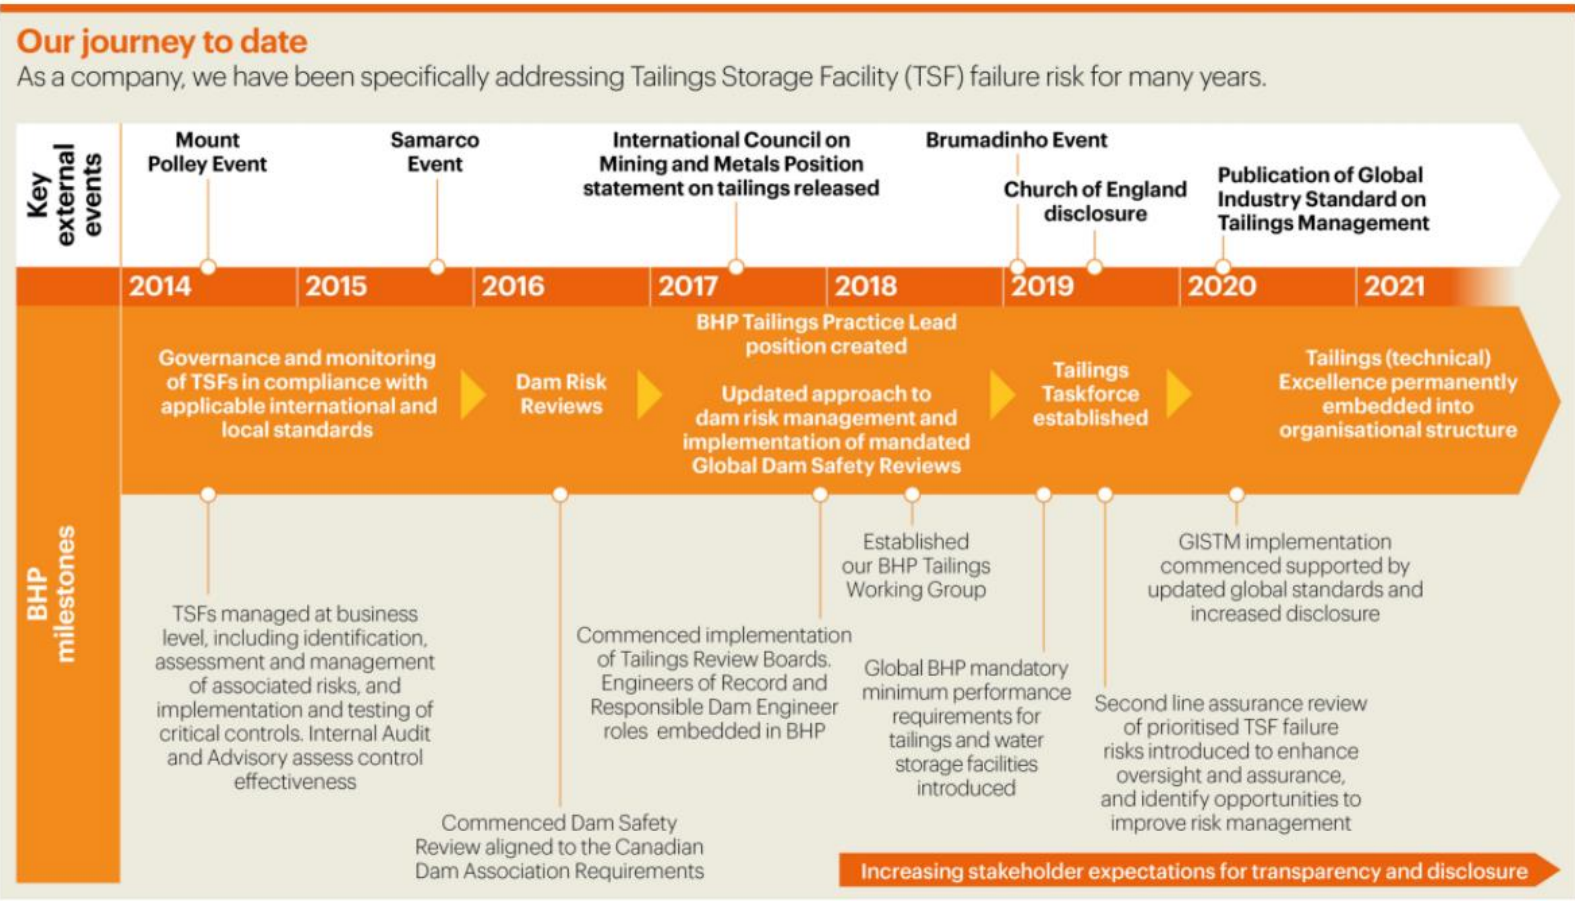 Our journey to date
As a company, we have been specifically addressing Tailings Storage Facility (TSF) failure risk for many years.
Key
external
events
Mount
Polley Event
Samarco
Event
International Council on
Mining and Metals Position
statement on tailings released
Brumadinho Event
Church of England
disclosure
Publication of Global
Industry Standard on
Tailings Management
2014
2015
2016
2017
2018
2019
2020
2021
BHP
milestones
Governance and monitoring
of TSFs in compliance with
applicable international and
local standards
Dam Risk
Reviews
BHP Tailings Practice Lead
position created
Updated approach to
dam risk management and
implementation of mandated
Global Dam Safety Reviews
Tailings
Taskforce
established
Tailings (technical)
Excellence permanently
embedded into
organisational structure
TSFs managed at business
level, including identification,
assessment and management
of associated risks, and
implementation and testing of
critical controls. Internal Audit
and Advisory assess control
effectiveness
Commenced Dam Safety
Review aligned to the Canadian
Dam Association Requirements
Commenced implementation
of Tailings Review Boards.
Engineers of Record and
Responsible Dam Engineer
roles embedded in BHP
Established
our BHP Tailings
Working Group
Global BHP mandatory
minimum performance
requirements for
tailings and water
storage facilities
introduced
Second line assurance review
of prioritised TSF failure
risks introduced to enhance
oversight and assurance,
and identify opportunities to
improve risk management
GISTM implementation
commenced supported by
updated global standards and
increased disclosure
Increasing stakeholder expectations for transparency and disclosure